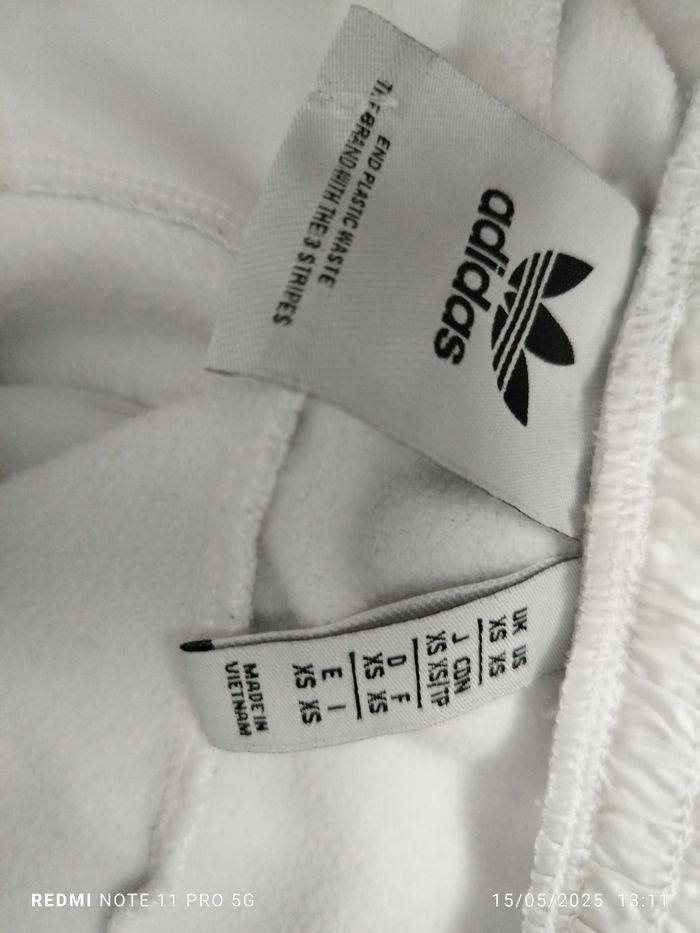 adidas
END PLASTIC WASTE
THE BRAND WITH THE 3 STRIPES
UK US
XS XS
J CDN
XS XS/TP
D F
XS XS
E I
XS XS
MADE IN
VIETNAM
REDMI NOTE 11 PRO 5G
15/05/2025 13:11